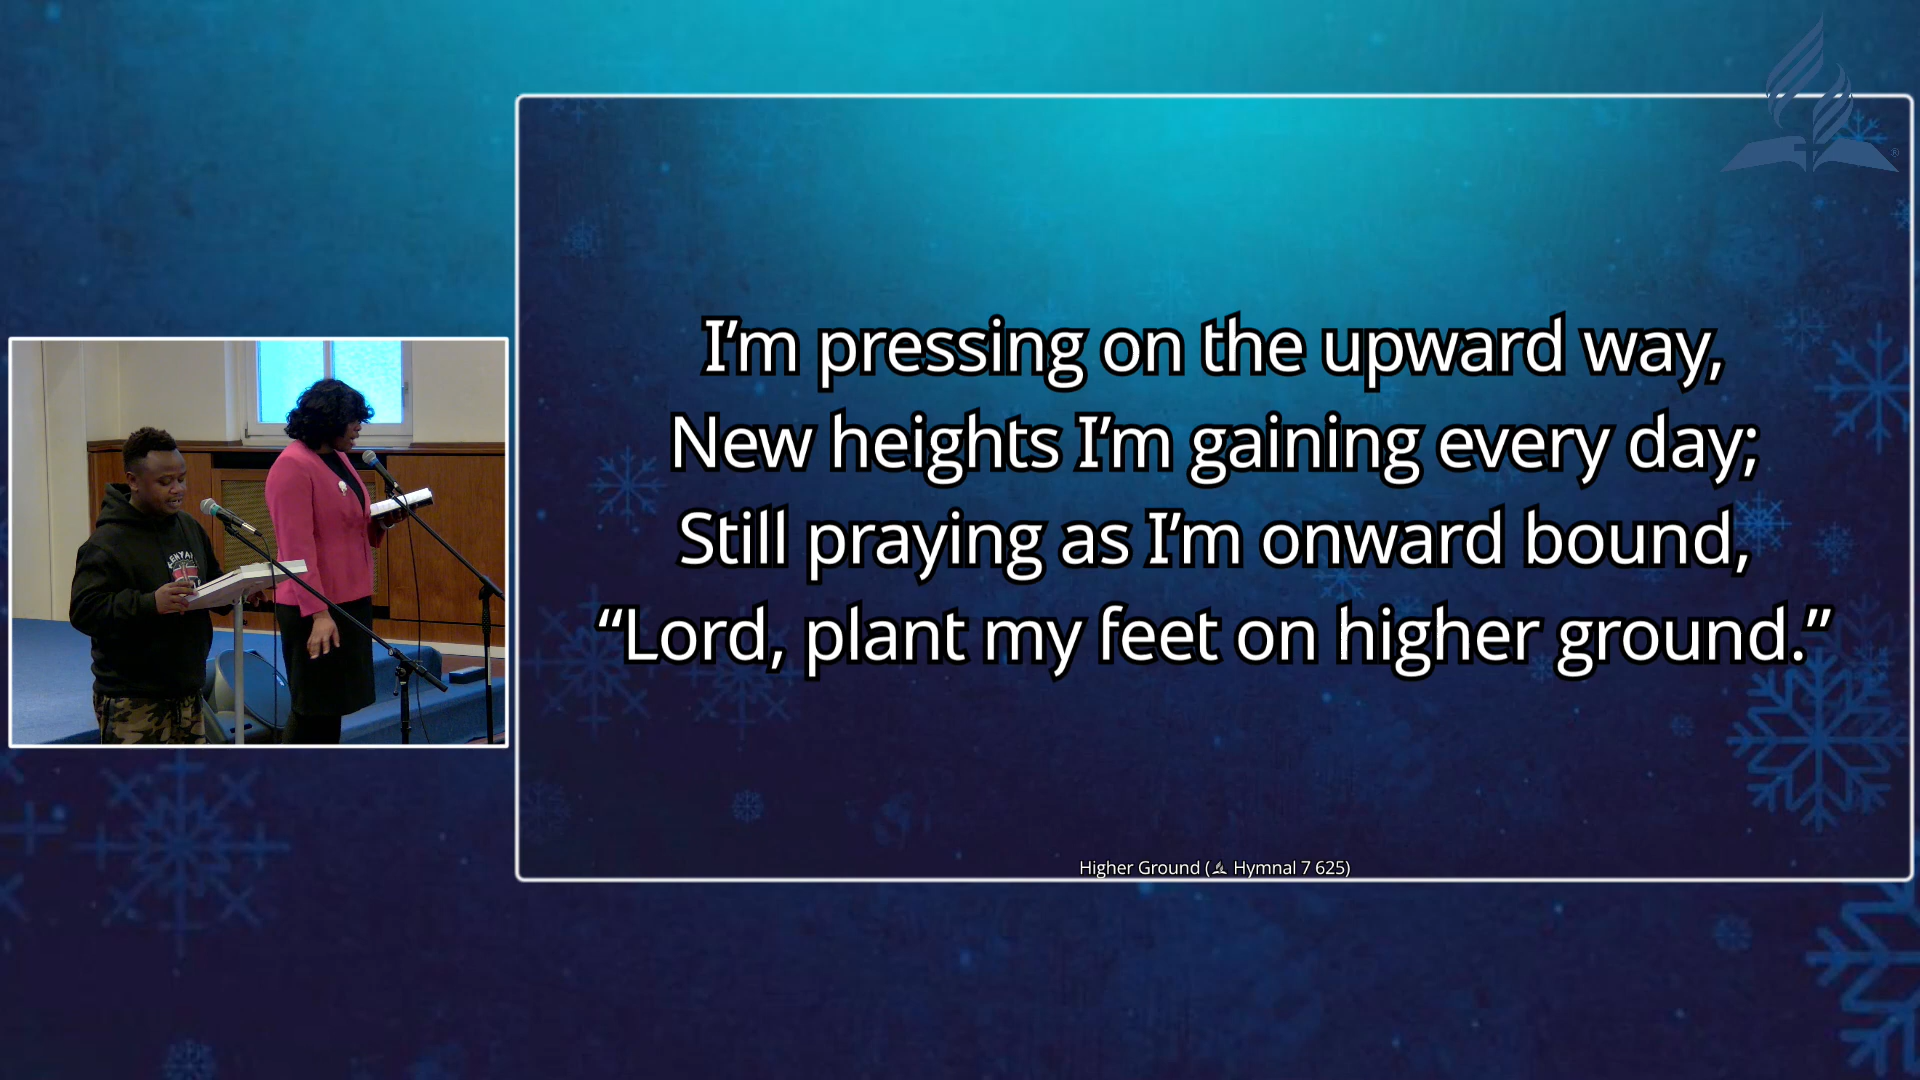 I’m pressing on the upward way,
New heights I’m gaining every day;
Still praying as I’m onward bound,
“Lord, plant my feet on higher ground.”
Higher Ground ( Hymnal 7 625)
®